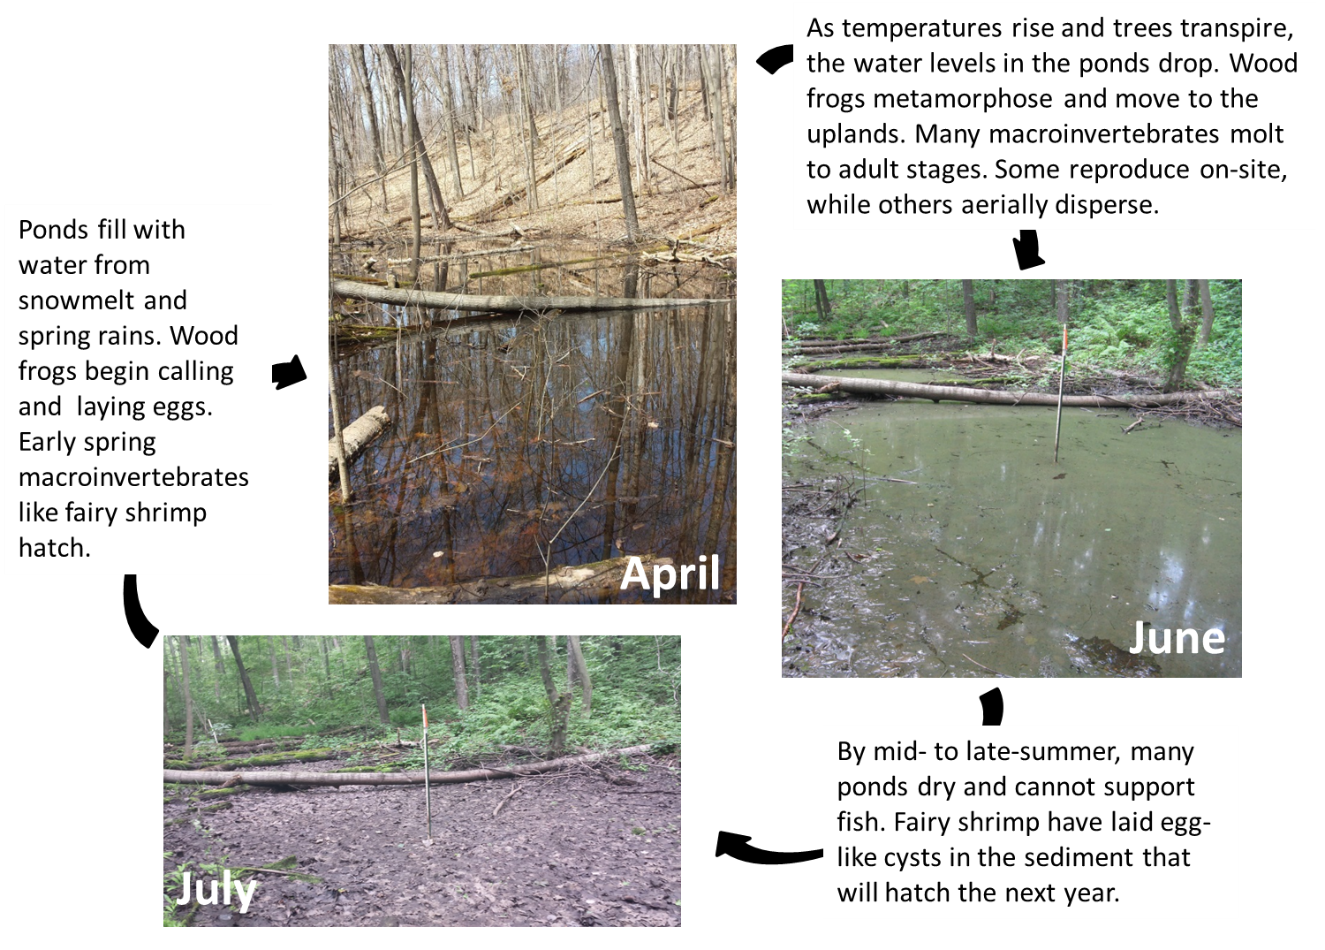 Ponds fill with
water from
snowmelt and
spring rains. Wood
frogs begin calling
and laying eggs.
Early spring
macroinvertebrates
like fairy shrimp
hatch.
April
As temperatures rise and trees transpire,
the water levels in the ponds drop. Wood
frogs metamorphose and move to the
uplands. Many macroinvertebrates molt
to adult stages. Some reproduce on-site,
while others aerially disperse.
June
By mid- to late-summer, many
ponds dry and cannot support
fish. Fairy shrimp have laid egg-
like cysts in the sediment that
will hatch the next year.
July